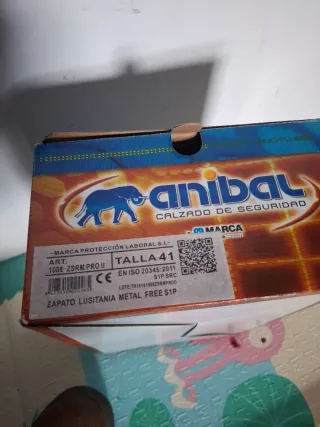 anibal
CALZADO DE SEGURIDAD
MARCA
-MARCA PROTECCIÓN LABORAL S.L-
ART.
1088-ZSRM PRO II
TALLA 41
EN ISO 20345:2011
S1P SRC
ZAPATO LUSITANIA METAL FREE S1P